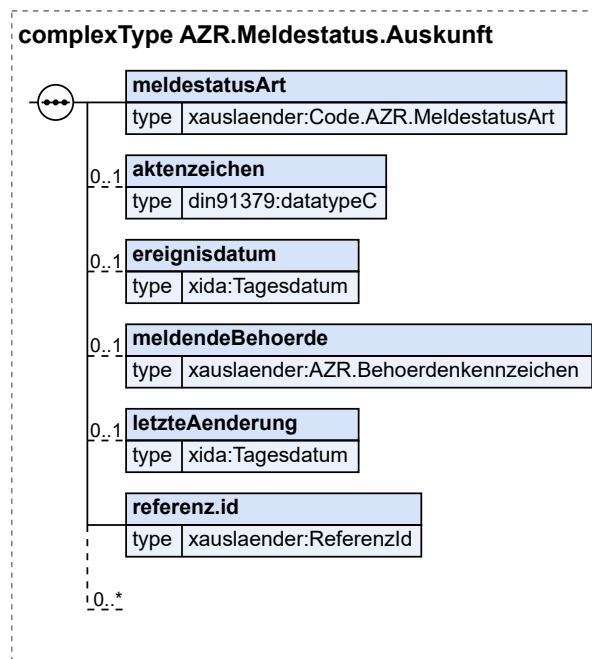 complexType AZR.Meldestatus.Auskunft
meldestatusArt
type xauslaender:Code.AZR.MeldestatusArt
0..1 aktenzeichen
type din91379:datatypeC
0..1 ereignisdatum
type xida:Tagesdatum
0..1 meldendeBehoerde
type xauslaender:AZR.Behoerdenkennzeichen
0..1 letzteAenderung
type xida:Tagesdatum
referenz.id
type xauslaender:ReferenzId
0..*